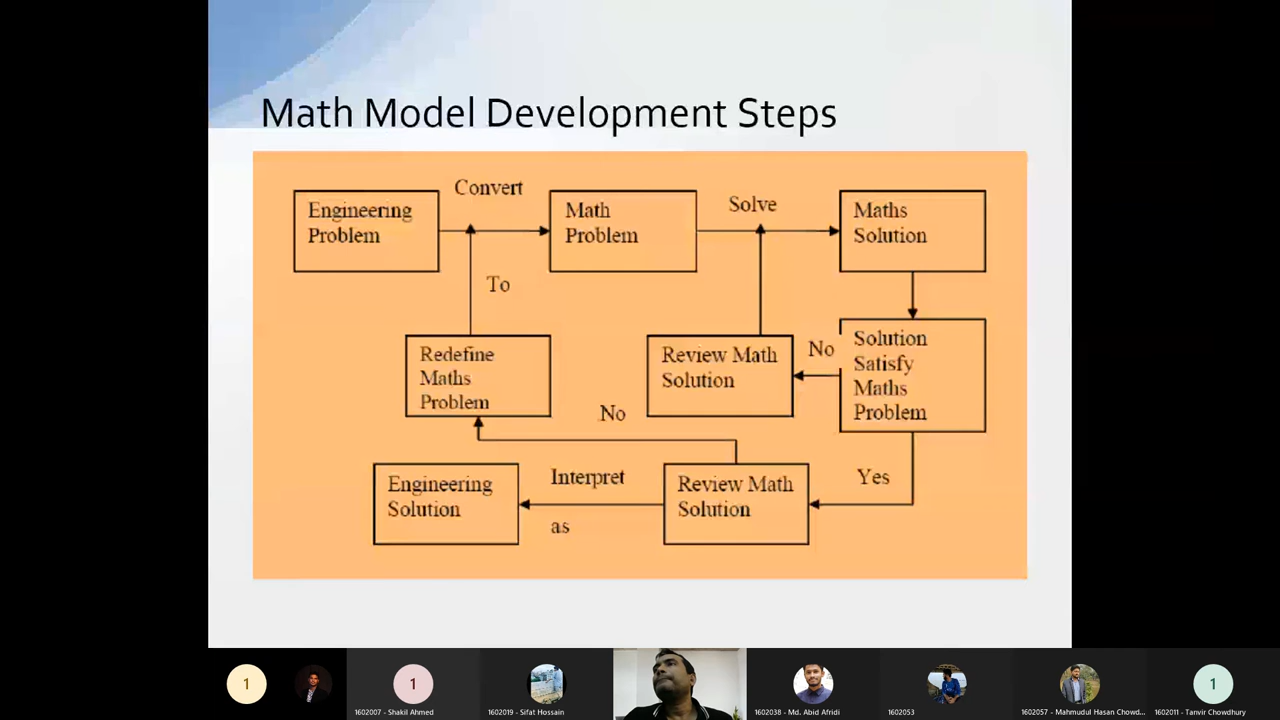 Math Model Development Steps
Convert
Engineering
Problem
Math
Problem
Solve
Maths
Solution
To
Redefine
Maths
Problem
Review Math
Solution
No
Solution
Satisfy
Maths
Problem
No
Engineering
Solution
Interpret
as
Review Math
Solution
Yes
1
1
1602007 - Shakil Ahmed
1602019 - Sifat Hossain
1602038 - Md. Abid Afridi
1602053
1602057 - Mahmudul Hasan Chowd...
1
1602011 - Tanvir Chowdhury